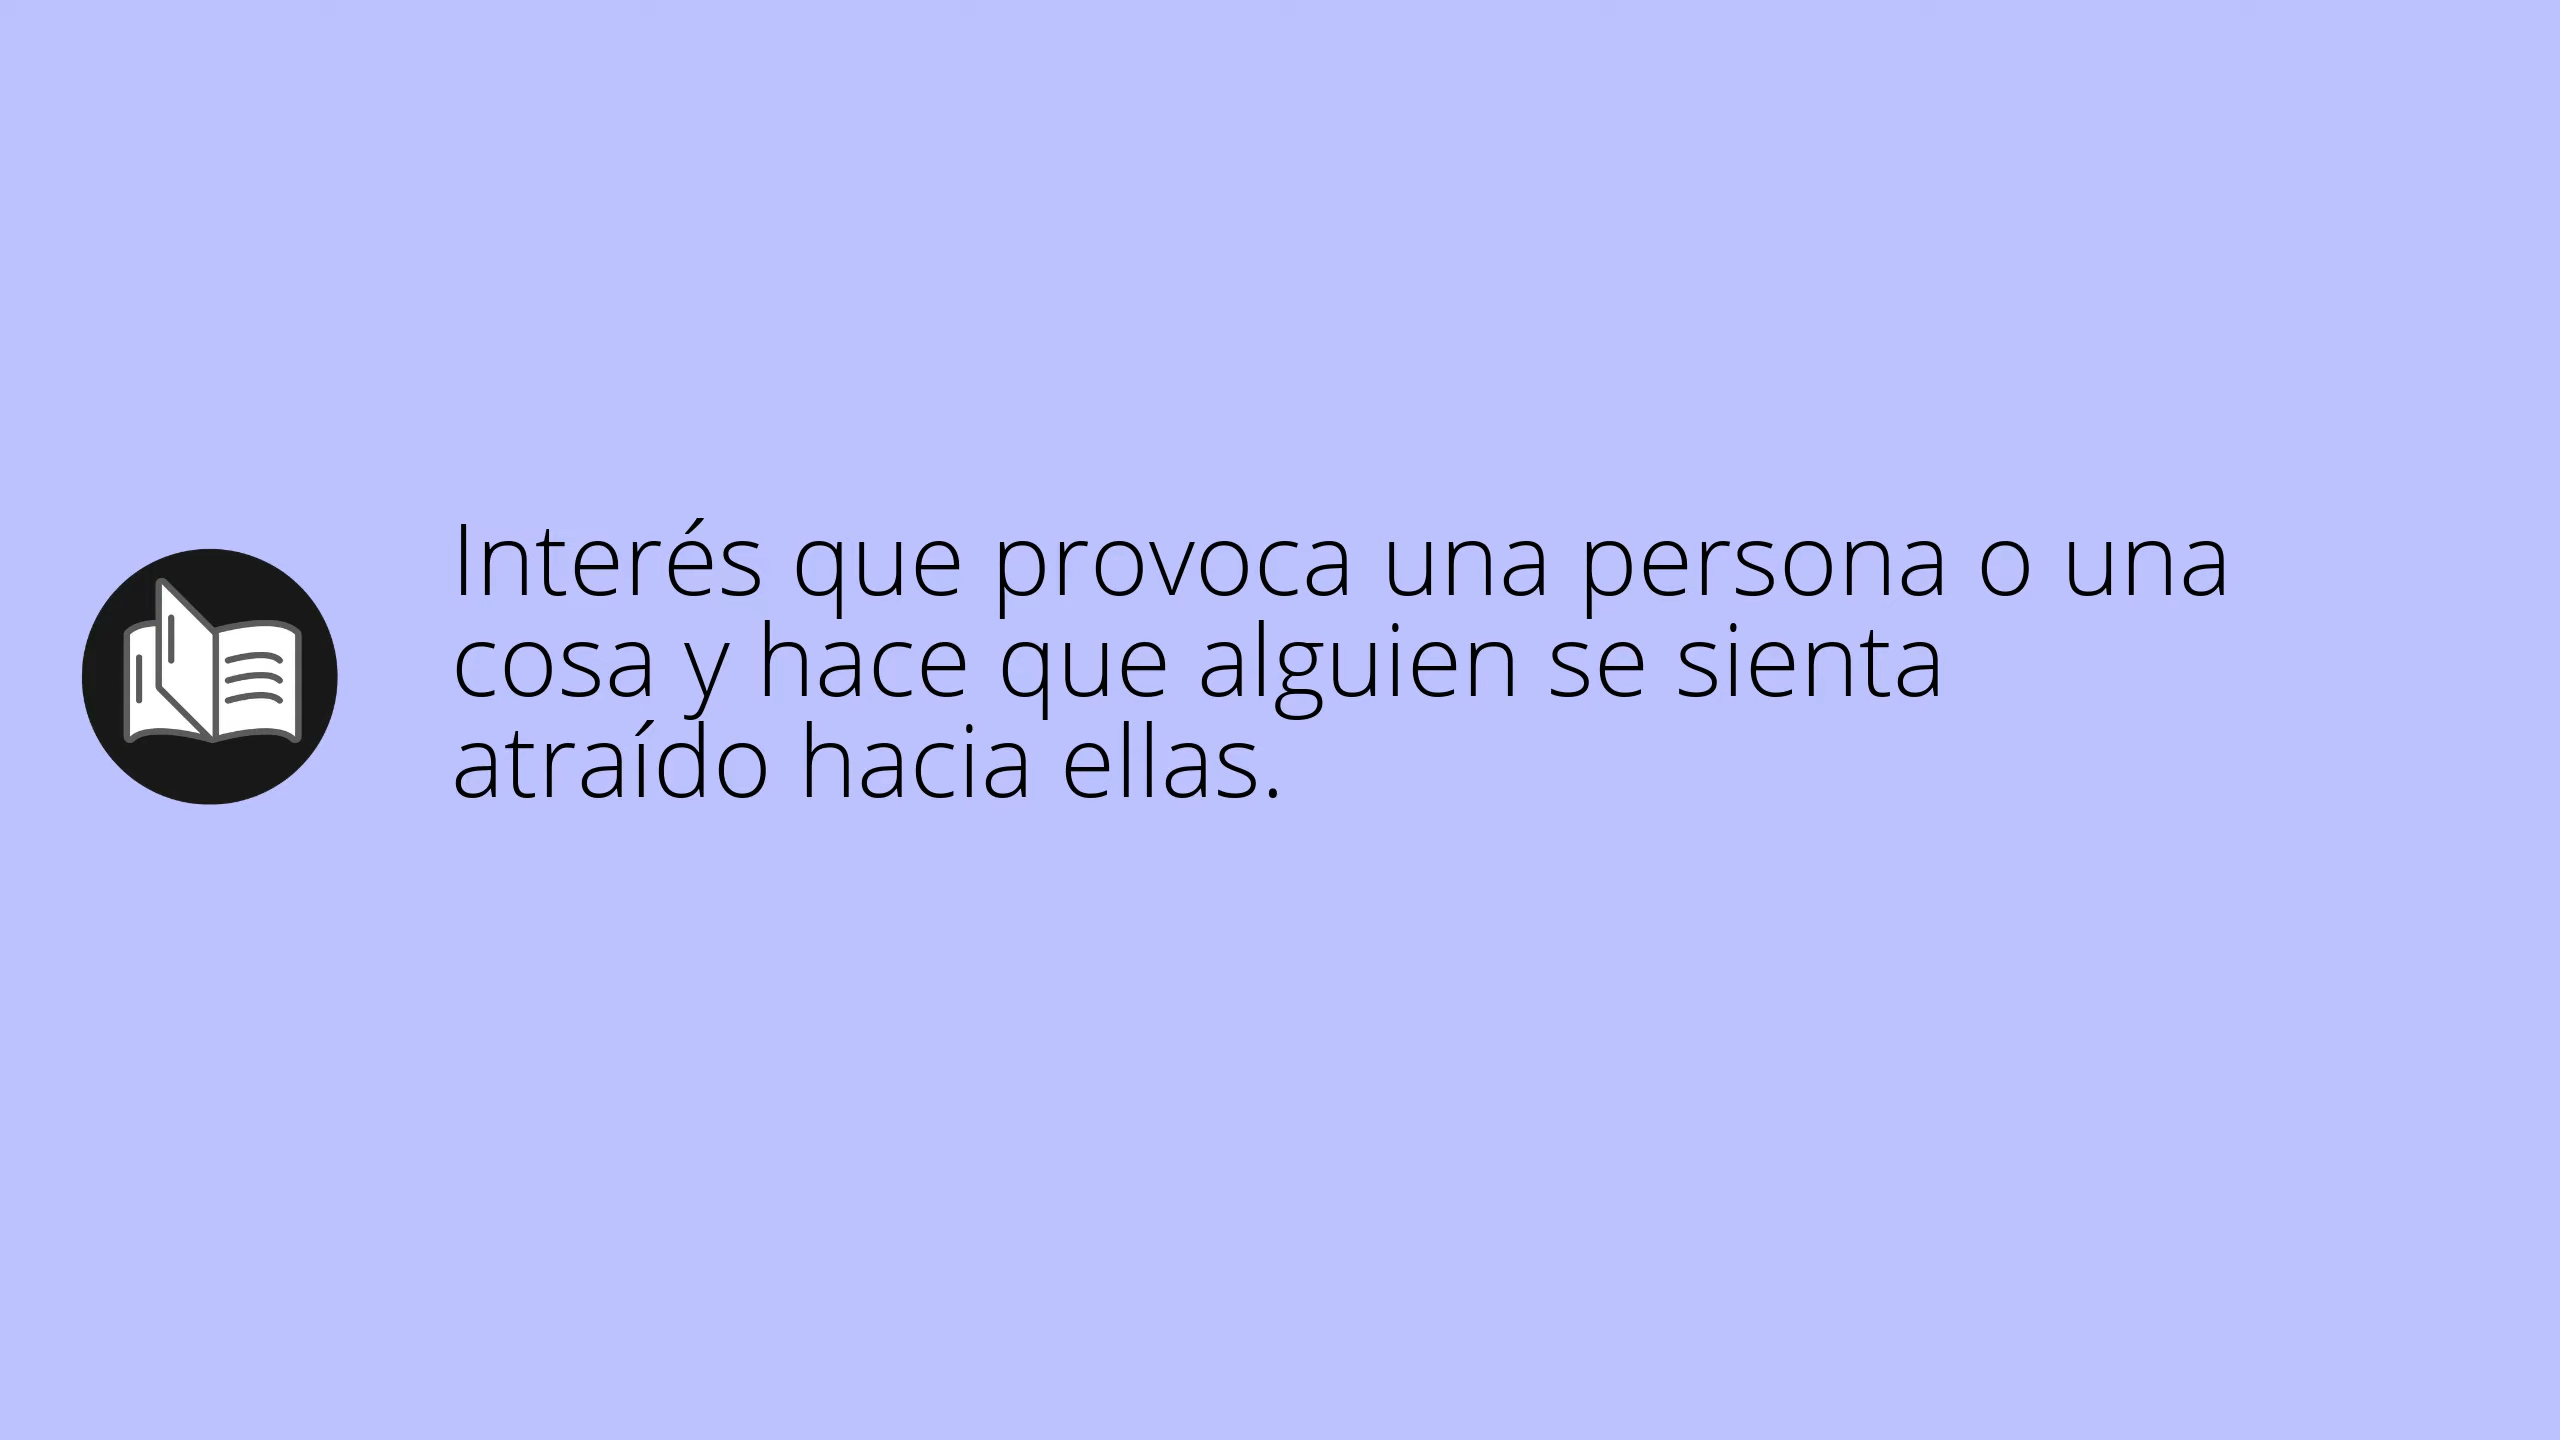 Interés que provoca una persona o una
cosa y hace que alguien se sienta
atraído hacia ellas.